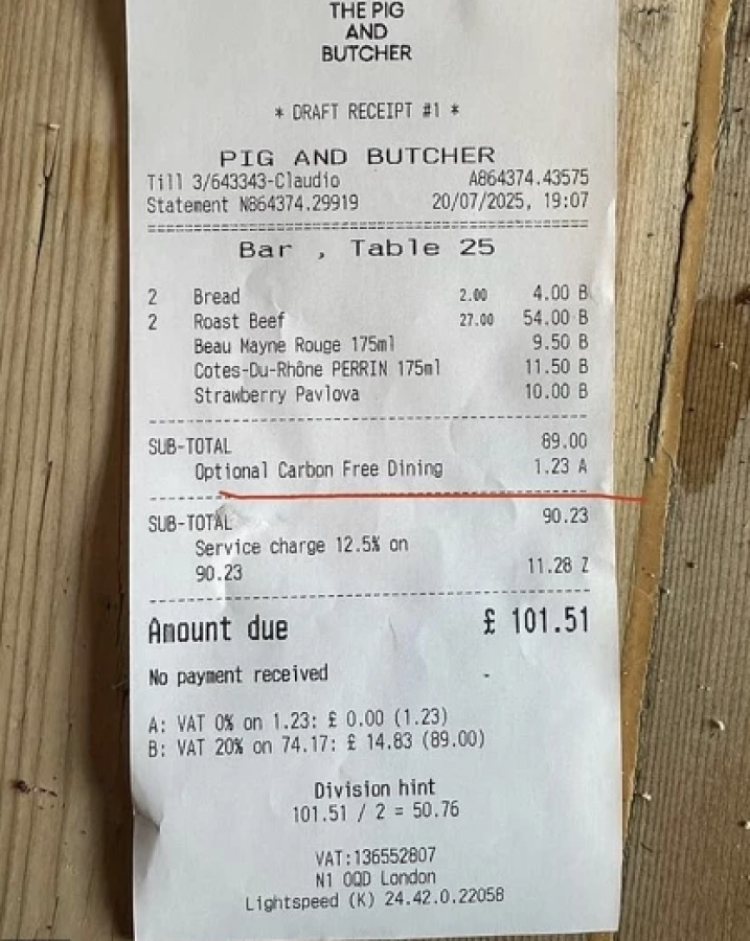 THE PIG
AND
BUTCHER
* DRAFT RECEIPT #1 *
PIG AND BUTCHER
Till 3/643343-Claudio A864374.43575
Statement N864374.29919 20/07/2025, 19:07
Bar , Table 25
2 Bread 2.00 4.00 B
2 Roast Beef 27.00 54.00 B
Beau Mayne Rouge 175ml 9.50 B
Cotes-Du-Rhône PERRIN 175ml 11.50 B
Strawberry Pavlova 10.00 B
SUB-TOTAL 89.00
Optional Carbon Free Dining 1.23 A
SUB-TOTAL 90.23
Service charge 12.5% on
90.23 11.28 Z
Amount due £ 101.51
No payment received
A: VAT 0% on 1.23: £ 0.00 (1.23)
B: VAT 20% on 74.17: £ 14.83 (89.00)
Division hint
101.51 / 2 = 50.76
VAT:136552807
N1 0QD London
Lightspeed (K) 24.42.0.22058